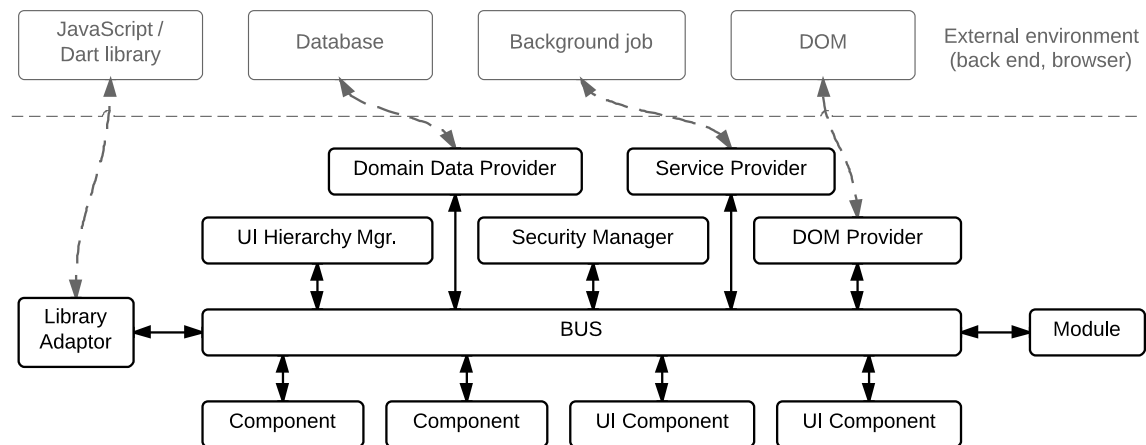 JavaScript /
Dart library
Database
Background job
DOM
External environment
(back end, browser)
Domain Data Provider
Service Provider
UI Hierarchy Mgr.
Security Manager
DOM Provider
Library
Adaptor
BUS
Module
Component
Component
UI Component
UI Component